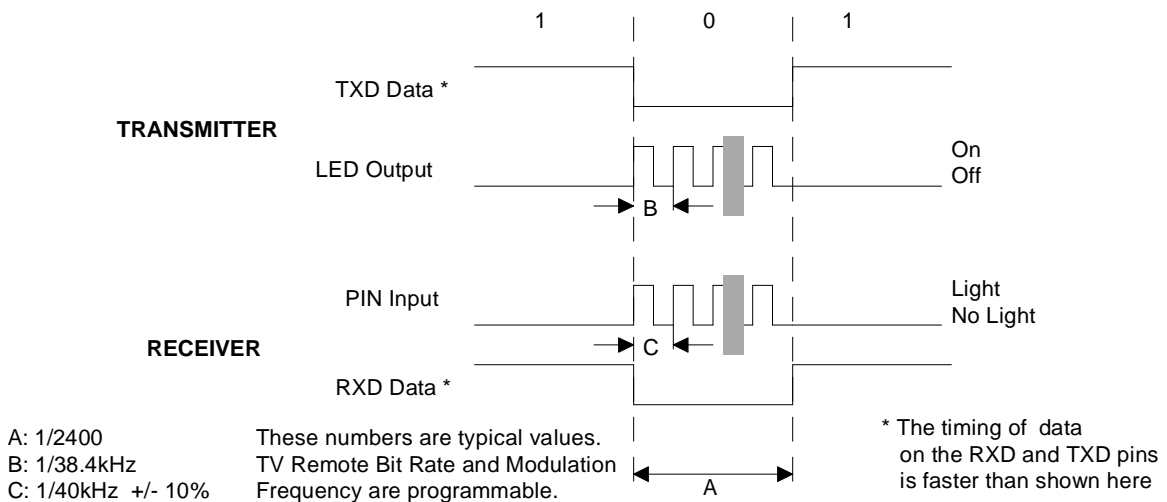 1 0 1
TXD Data *
TRANSMITTER
LED Output
On
Off
B
PIN Input
Light
No Light
RECEIVER
C
RXD Data *
A: 1/2400
B: 1/38.4kHz
C: 1/40kHz +/- 10%
These numbers are typical values.
TV Remote Bit Rate and Modulation
Frequency are programmable.
A
* The timing of data
on the RXD and TXD pins
is faster than shown here